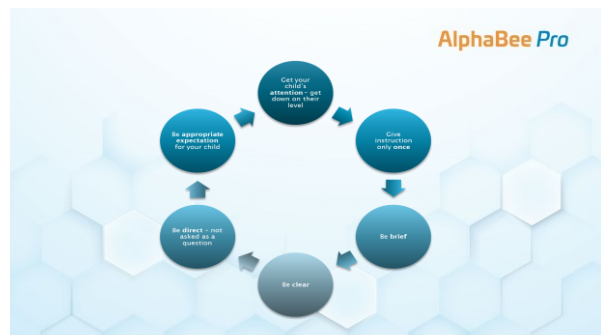 AlphaBee Pro
Get your
child's
attention - get
down on their
level
Give
instruction
only once
Be brief
Be clear
Be direct - not
asked as a
question
Be appropriate
expectation
for your child